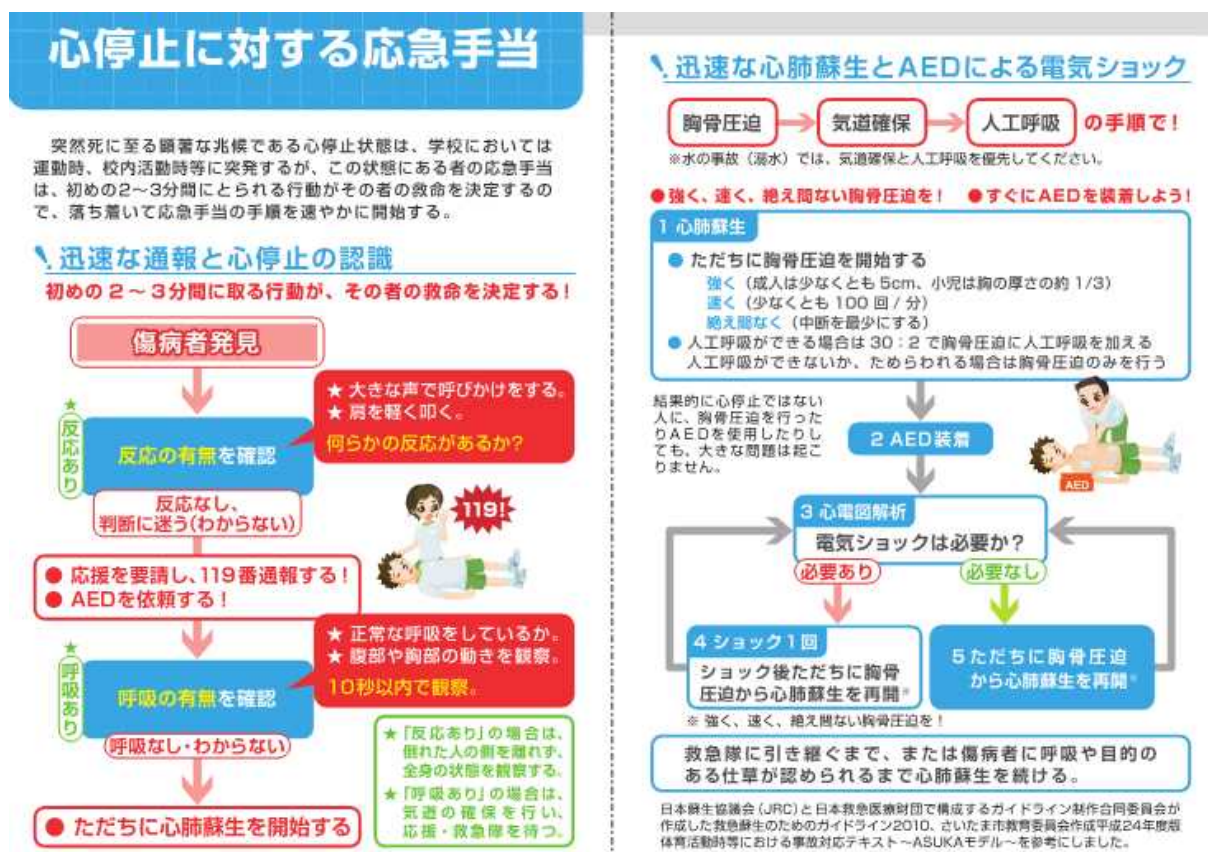 心停止に対する応急手当
突然死に至る顕著な兆候である心停止状態は、学校においては
運動時、校内活動時等に突発するが、この状態にある者の応急手当
は、初めの2～3分間にとられる行動がその者の救命を決定するの
で、落ち着いて応急手当の手順を速やかに開始する。
迅速な通報と心停止の認識
初めの2～3分間に取る行動が、その者の救命を決定する！
傷病者発見
★大きな声で呼びかけをする。
★肩を軽く叩く。
何らかの反応があるか？
★反応あり
反応の有無を確認
反応なし、
判断に迷う（わからない）
119!
● 応援を要請し、119番通報する！
● AEDを依頼する！
★正常な呼吸をしているか。
★腹部や胸部の動きを観察。
10秒以内で観察。
★呼吸あり
呼吸の有無を確認
呼吸なし・わからない
★「反応あり」の場合は、
倒れた人の側を離れず、
全身の状態を観察する。
★「呼吸あり」の場合は、
気道の確保を行い、
応援・救急隊を待つ。
● ただちに心肺蘇生を開始する
迅速な心肺蘇生とAEDによる電気ショック
胸骨圧迫 → 気道確保 → 人工呼吸 の手順で！
※水の事故（溺水）では、気道確保と人工呼吸を優先してください。
●強く、速く、絶え間ない胸骨圧迫を！ ●すぐにAEDを装着しよう！
1 心肺蘇生
● ただちに胸骨圧迫を開始する
強く（成人は少なくとも5cm、小児は胸の厚さの約1/3）
速く（少なくとも100回/分）
絶え間なく（中断を最少にする）
● 人工呼吸ができる場合は30：2で胸骨圧迫に人工呼吸を加える
人工呼吸ができないか、ためらわれる場合は胸骨圧迫のみを行う
結果的に心停止ではない
人に、胸骨圧迫を行った
りAEDを使用したりし
ても、大きな問題は起こ
りません。
2 AED装着
AED
3 心電図解析
電気ショックは必要か？
必要あり
必要なし
4 ショック1回
ショック後ただちに胸骨
圧迫から心肺蘇生を再開※
5 ただちに胸骨圧迫
から心肺蘇生を再開※
※ 強く、速く、絶え間ない胸骨圧迫を！
救急隊に引き継ぐまで、または傷病者に呼吸や目的の
ある仕草が認められるまで心肺蘇生を続ける。
日本蘇生協議会（JRC）と日本救急医療財団で構成するガイドライン制作合同委員会が
作成した救急蘇生のためのガイドライン2010、さいたま市教育委員会作成平成24年度版
体育活動時等における事故対応テキスト～ASUKAモデル～を参考にしました。